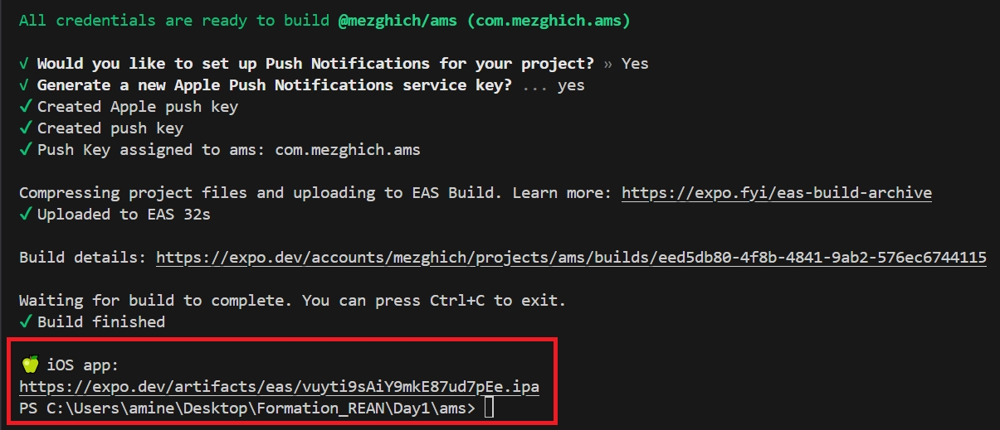 All credentials are ready to build @mezghich/ams (com.mezghich.ams)
√ Would you like to set up Push Notifications for your project? » Yes
√ Generate a new Apple Push Notifications service key? ... yes
✓ Created Apple push key
✓ Created push key
✓ Push Key assigned to ams: com.mezghich.ams
Compressing project files and uploading to EAS Build. Learn more: https://expo.fyi/eas-build-archive
✓ Uploaded to EAS 32s
Build details: https://expo.dev/accounts/mezghich/projects/ams/builds/eed5db80-4f8b-4841-9ab2-576ec6744115
Waiting for build to complete. You can press Ctrl+C to exit.
✓ Build finished
🍏 iOS app:
https://expo.dev/artifacts/eas/vuyti9sAiY9mkE87ud7pEe.ipa
PS C:\Users\amine\Desktop\Formation_REAN\Day1\ams>